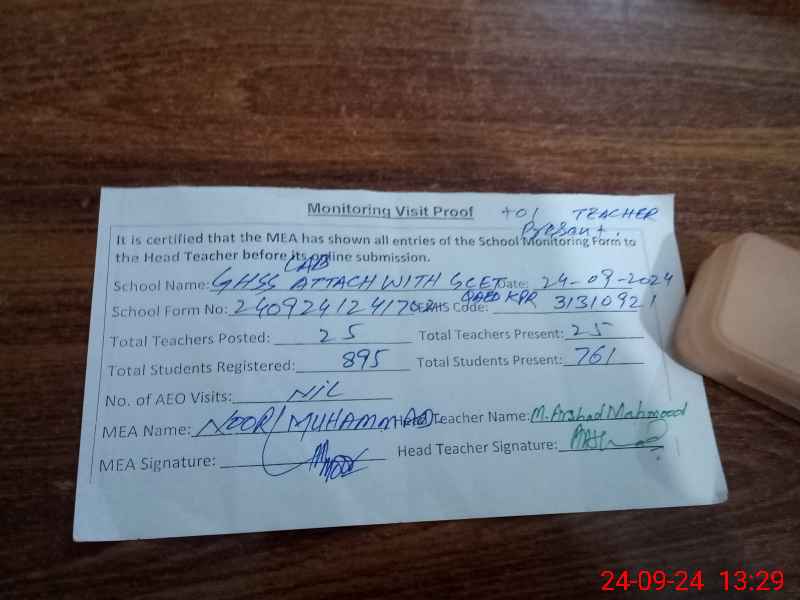 Monitoring Visit Proof +01 TEACHER
Present.
It is certified that the MEA has shown all entries of the School Monitoring Form to
the Head Teacher before its online submission.
LAB
School Name: GHSS ATTACH WITH GCET Date: 24-09-2024
QAED KPR
School Form No: Code: 31310921
Total Teachers Posted: 25 Total Teachers Present: 25
Total Students Registered: 895 Total Students Present: 761
No. of AEO Visits: NiL
MEA Name: NOOR MUHAMMAD Teacher Name: M. Arshad Mahmood
MEA Signature: Head Teacher Signature:
24-09-24 13:29